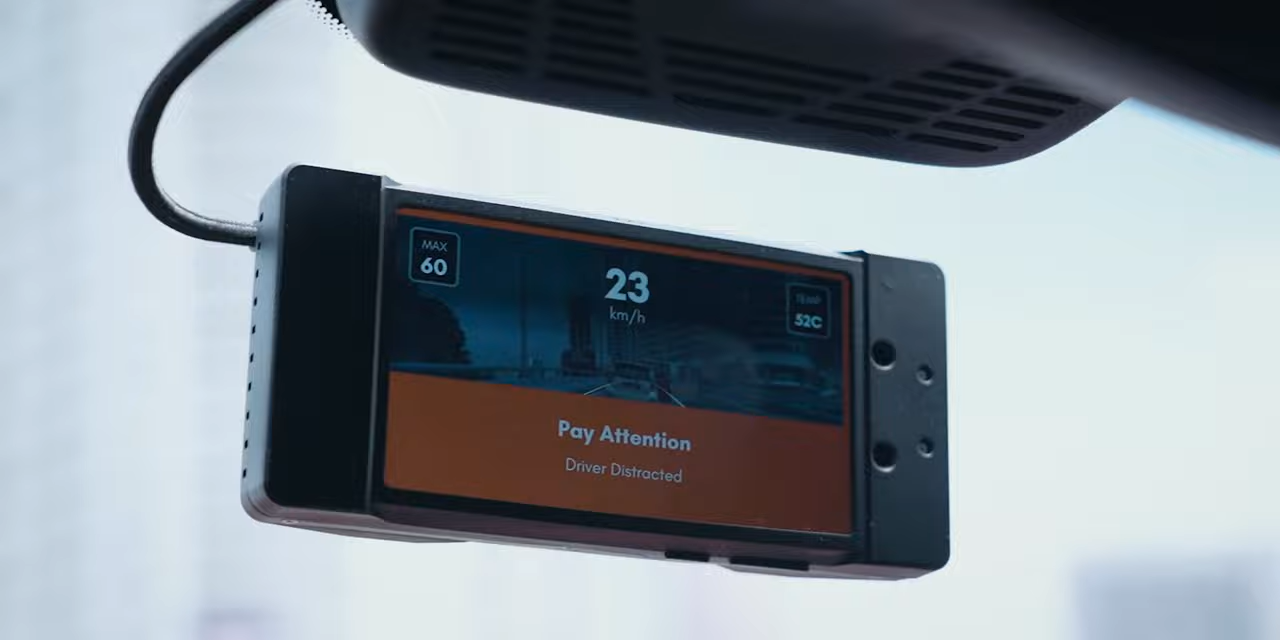 MAX
60
23
km/h
TEMP
52C
Pay Attention
Driver Distracted